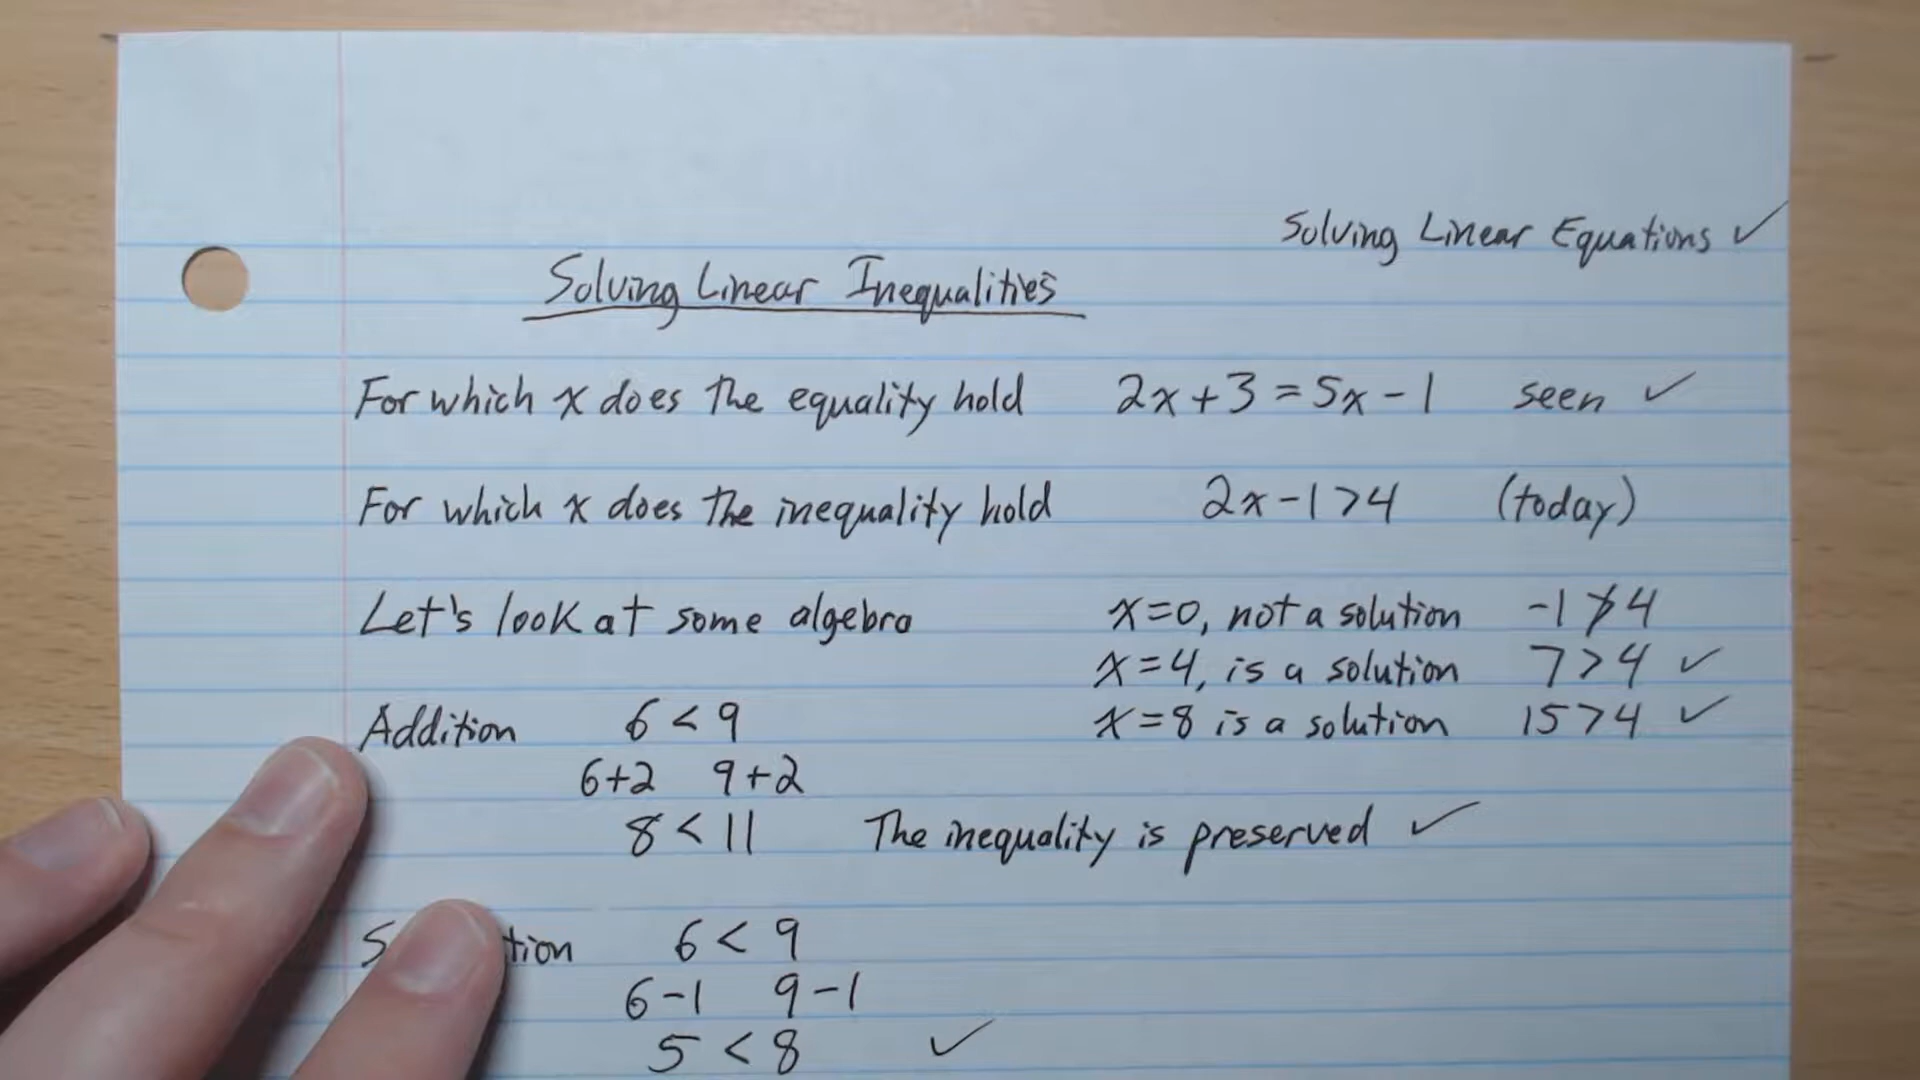 Solving Linear Equations ✓
Solving Linear Inequalities
For which x does the equality hold 2x+3=5x-1 seen ✓
For which x does the inequality hold 2x-1>4 (today)
Let's look at some algebra x=0, not a solution -1≯4
x=4, is a solution 7>4 ✓
Addition 6<9 x=8 is a solution 15>4 ✓
6+2 9+2
8<11 The inequality is preserved ✓
6<9
6-1 9-1
5<8 ✓